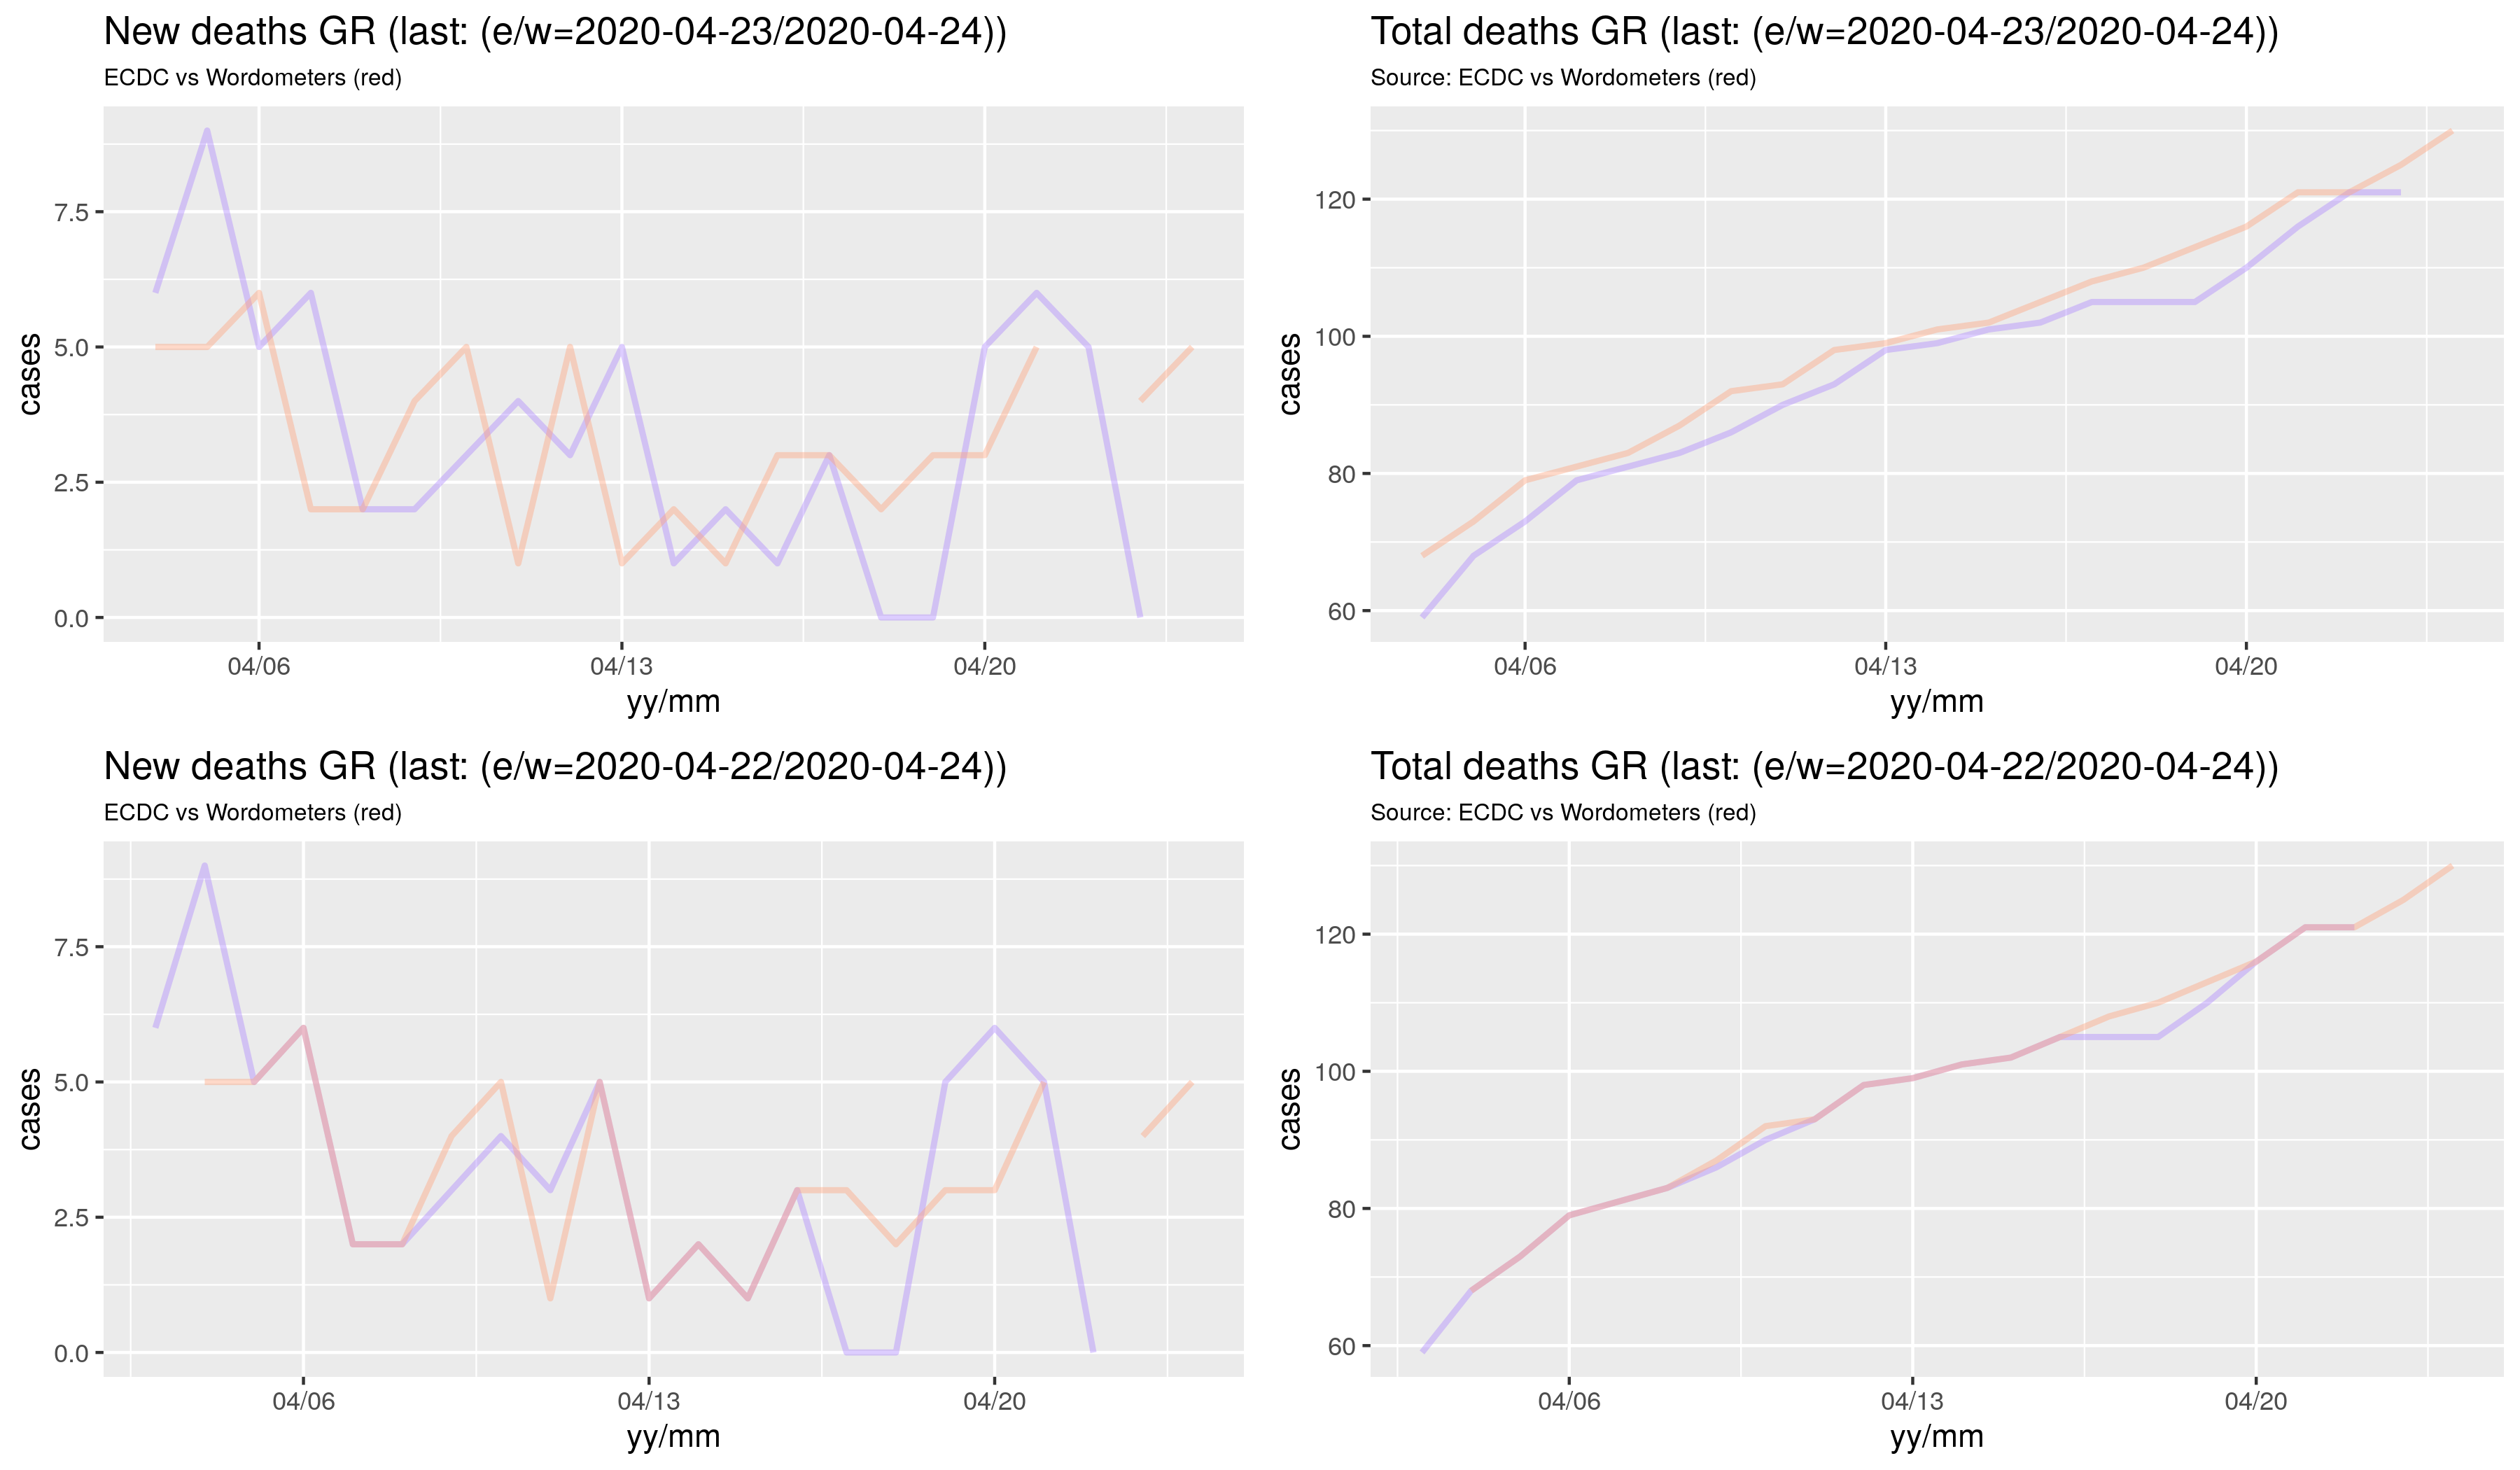 New deaths GR (last: (e/w=2020-04-23/2020-04-24))
ECDC vs Wordometers (red)
cases
7.5
5.0
2.5
0.0
04/06 04/13 04/20
yy/mm
Total deaths GR (last: (e/w=2020-04-23/2020-04-24))
Source: ECDC vs Wordometers (red)
cases
120
100
80
60
04/06 04/13 04/20
yy/mm
New deaths GR (last: (e/w=2020-04-22/2020-04-24))
ECDC vs Wordometers (red)
cases
7.5
5.0
2.5
0.0
04/06 04/13 04/20
yy/mm
Total deaths GR (last: (e/w=2020-04-22/2020-04-24))
Source: ECDC vs Wordometers (red)
cases
120
100
80
60
04/06 04/13 04/20
yy/mm